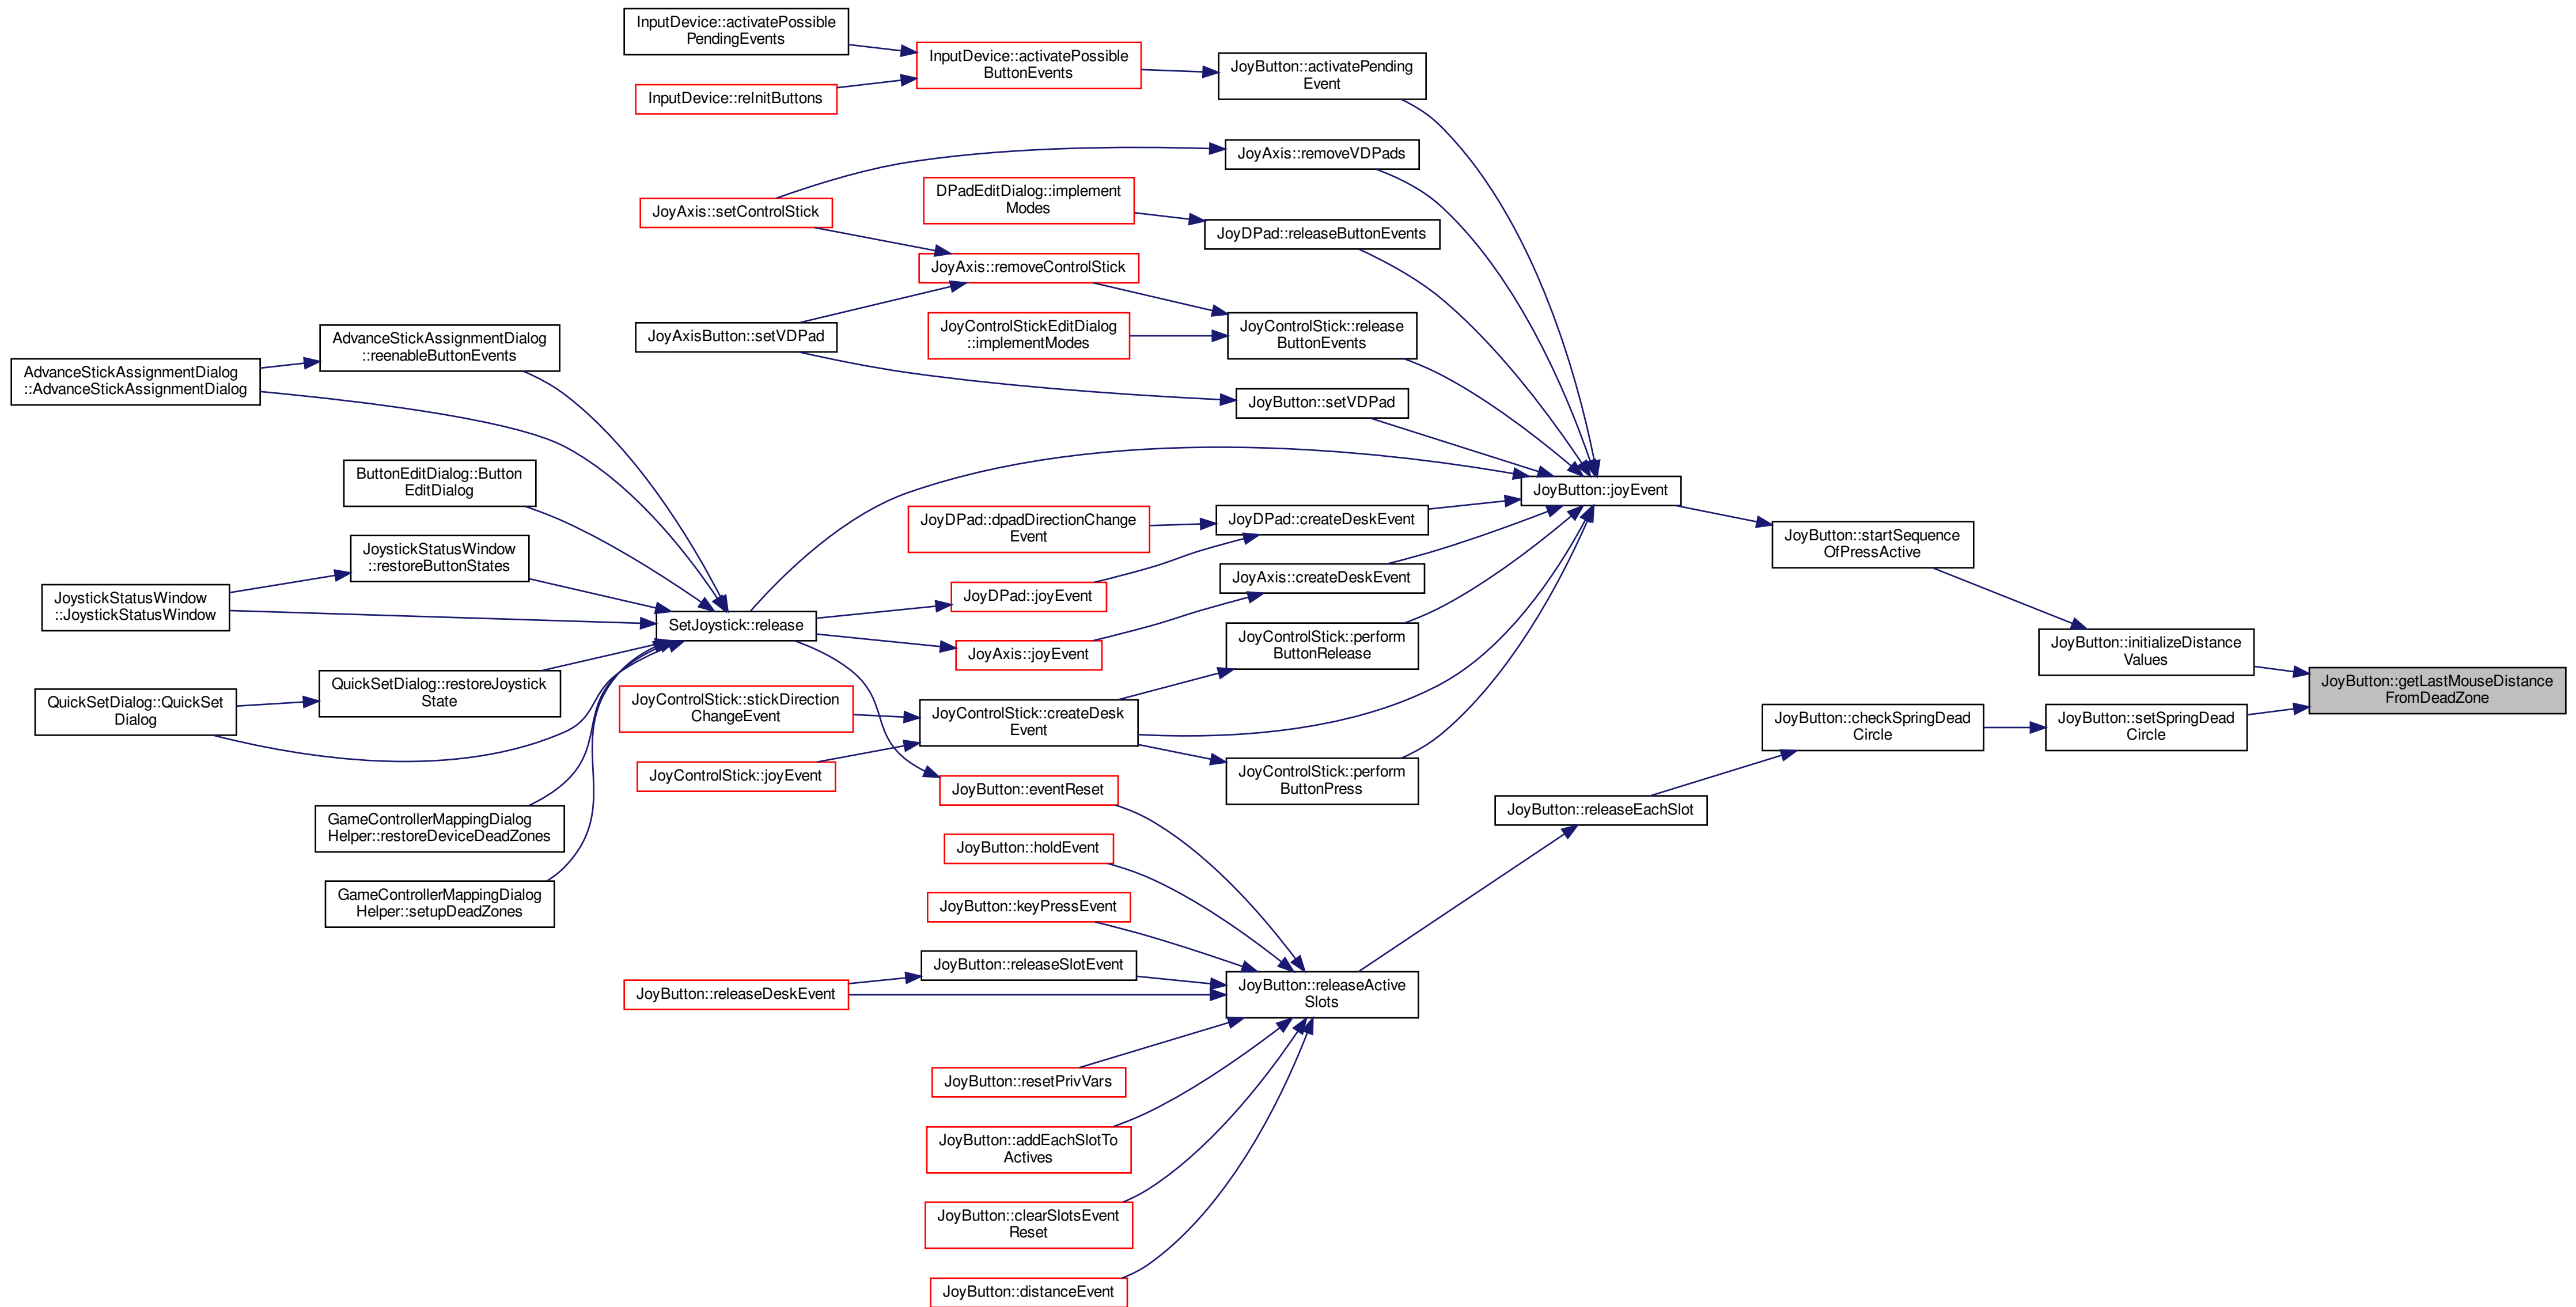 InputDevice::activatePossible
PendingEvents
InputDevice::activatePossible
ButtonEvents
JoyButton::activatePending
Event
InputDevice::reInitButtons
JoyAxis::removeVDPads
DPadEditDialog::implement
Modes
JoyAxis::setControlStick
JoyDPad::releaseButtonEvents
JoyAxis::removeControlStick
JoyAxisButton::setVDPad
JoyControlStickEditDialog
::implementModes
JoyControlStick::release
ButtonEvents
AdvanceStickAssignmentDialog
::reenableButtonEvents
AdvanceStickAssignmentDialog
::AdvanceStickAssignmentDialog
JoyButton::setVDPad
ButtonEditDialog::Button
EditDialog
JoyButton::joyEvent
JoyDPad::dpadDirectionChange
Event
JoyDPad::createDeskEvent
JoyButton::startSequence
OfPressActive
JoystickStatusWindow
::restoreButtonStates
JoystickStatusWindow
::JoystickStatusWindow
JoyAxis::createDeskEvent
JoyDPad::joyEvent
SetJoystick::release
JoyAxis::joyEvent
JoyControlStick::perform
ButtonRelease
JoyButton::initializeDistance
Values
JoyButton::getLastMouseDistance
FromDeadZone
QuickSetDialog::restoreJoystick
State
QuickSetDialog::QuickSet
Dialog
JoyControlStick::stickDirection
ChangeEvent
JoyControlStick::createDesk
Event
JoyButton::checkSpringDead
Circle
JoyButton::setSpringDead
Circle
JoyControlStick::joyEvent
JoyControlStick::perform
ButtonPress
JoyButton::eventReset
JoyButton::releaseEachSlot
GameControllerMappingDialog
Helper::restoreDeviceDeadZones
JoyButton::holdEvent
GameControllerMappingDialog
Helper::setupDeadZones
JoyButton::keyPressEvent
JoyButton::releaseSlotEvent
JoyButton::releaseDeskEvent
JoyButton::releaseActive
Slots
JoyButton::resetPrivVars
JoyButton::addEachSlotTo
Actives
JoyButton::clearSlotsEvent
Reset
JoyButton::distanceEvent